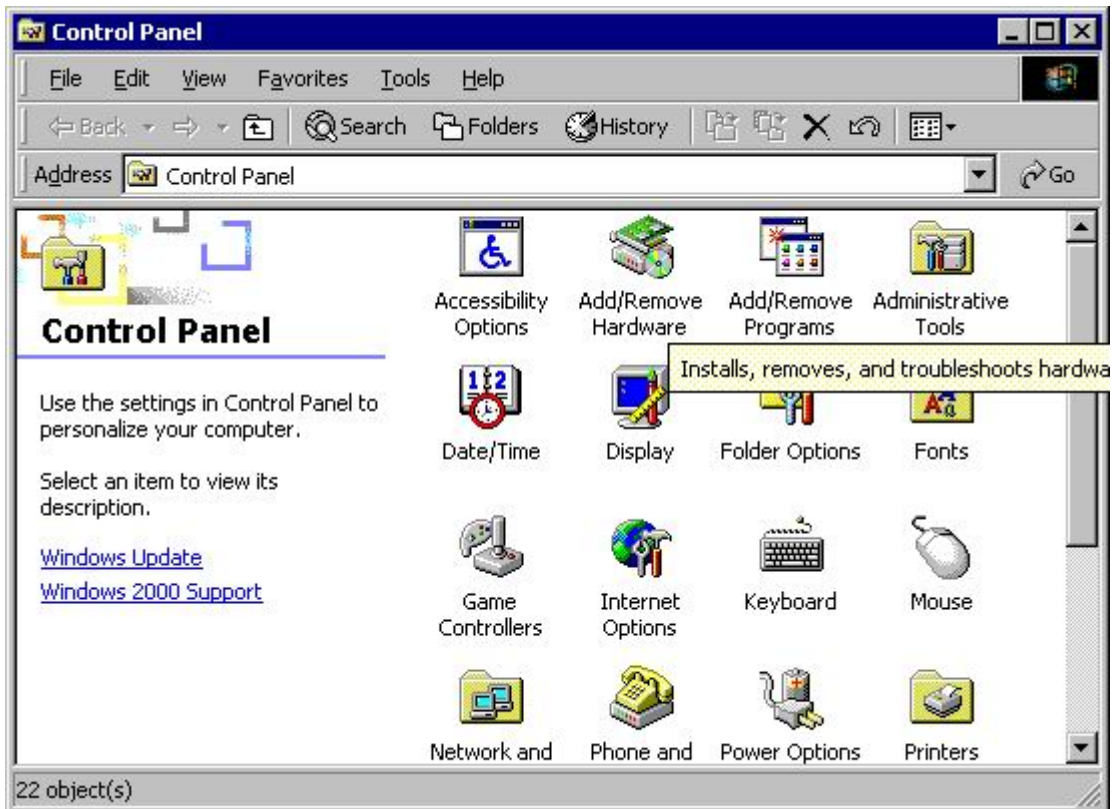 Control Panel
File Edit View Favorites Tools Help
Back Search Folders History
Address Control Panel Go
Control Panel
Use the settings in Control Panel to
personalize your computer.
Select an item to view its
description.
Windows Update
Windows 2000 Support
Accessibility
Options
Add/Remove
Hardware
Add/Remove
Programs
Administrative
Tools
Installs, removes, and troubleshoots hardwa
1 12
Date/Time
Display
Folder Options
Fonts
Game
Controllers
Internet
Options
Keyboard
Mouse
Network and
Phone and
Power Options
Printers
22 object(s)